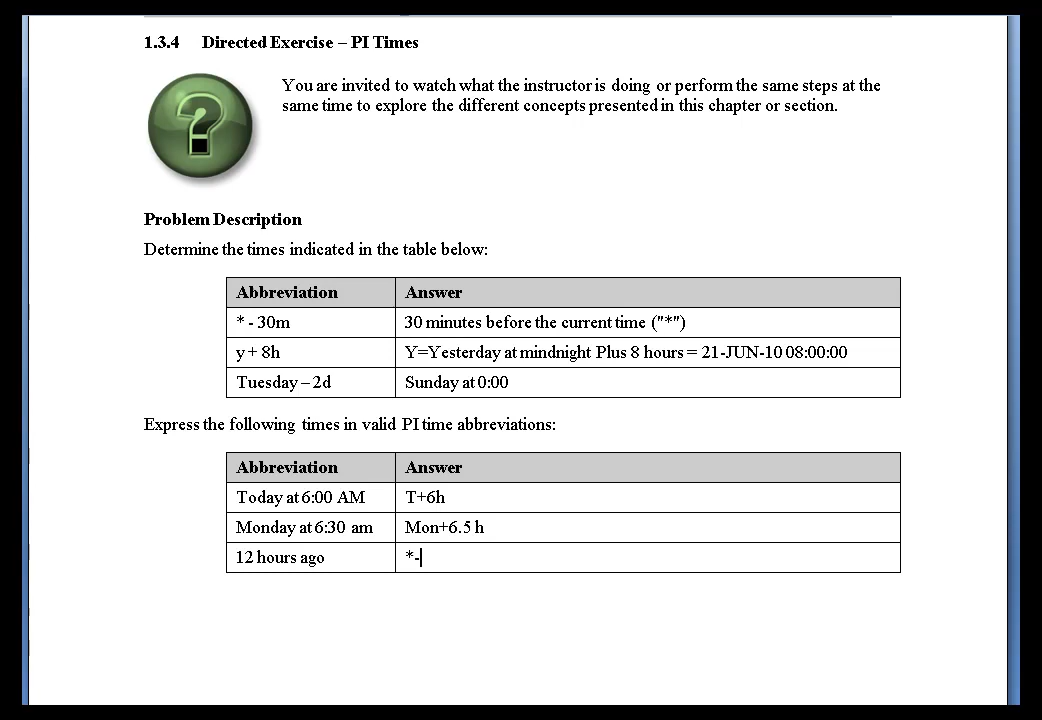 1.3.4 Directed Exercise – PI Times
You are invited to watch what the instructor is doing or perform the same steps at the
same time to explore the different concepts presented in this chapter or section.
Problem Description
Determine the times indicated in the table below:
Abbreviation Answer
* - 30m 30 minutes before the current time ("*")
y + 8h Y=Yesterday at mindnight Plus 8 hours = 21-JUN-10 08:00:00
Tuesday – 2d Sunday at 0:00
Express the following times in valid PI time abbreviations:
Abbreviation Answer
Today at 6:00 AM T+6h
Monday at 6:30 am Mon+6.5 h
12 hours ago *-